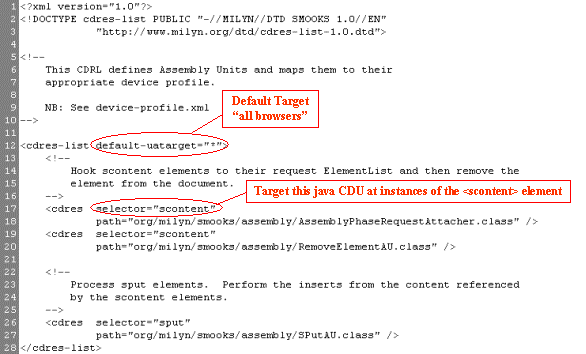 1 <?xml version="1.0"?>
2 <!DOCTYPE cdres-list PUBLIC "-//MILYN//DTD SMOOKS 1.0//EN"
3 "http://www.milyn.org/dtd/cdres-list-1.0.dtd">
4
5 <!--
6 This CDRL defines Assembly Units and maps them to their
7 appropriate device profile.
8
9 NB: See device-profile.xml
10 -->
Default Target
“all browsers”
11
12 <cdres-list default-uatarget="*">
13 <!--
14 Hook scontent elements to their request ElementList and then remove the
15 element from the document.
16 -->
17 <cdres selector="scontent"
Target this java CDU at instances of the <scontent> element
18 path="org/milyn/smooks/assembly/AssemblyPhaseRequestAttacher.class" />
19 <cdres selector="scontent"
20 path="org/milyn/smooks/assembly/RemoveElementAU.class" />
21
22 <!--
23 Process sput elements. Perform the inserts from the content referenced
24 by the scontent elements.
25 -->
26 <cdres selector="sput"
27 path="org/milyn/smooks/assembly/SPutAU.class" />
28 </cdres-list>